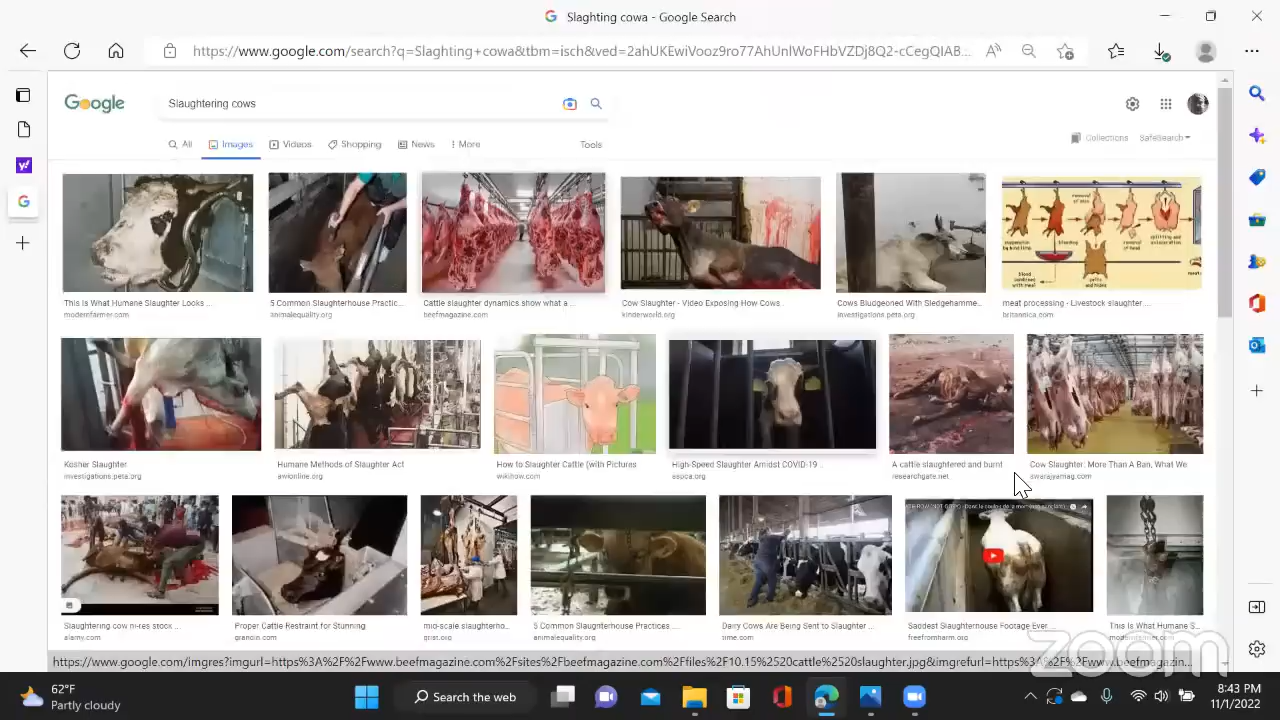 Slaghting cowa - Google Search
https://www.google.com/search?q=Slaghting+cowa&tbm=isch&ved=2ahUKEwiVooz9ro77AhUnlWoFHbVZDj8Q2-cCegQIAB...
Google
Slaughtering cows
All Images Videos Shopping News More Tools
Collections SafeSearch
This Is What Humane Slaughter Looks ...
modernfarmer.com
5 Common Slaughterhouse Practic...
animalequality.org
Cattle slaughter dynamics show what a ...
beefmagazine.com
Cow Slaughter - Video Exposing How Cows .
kinderworld.org
Cows Bludgeoned With Sledgehamme...
investigations.peta.org
meat processing - Livestock slaughter ...
britannica.com
Kosher Slaughter
investigations.peta.org
Humane Methods of Slaughter Act
awionline.org
How to Slaughter Cattle (with Pictures
wikihow.com
High-Speed Slaughter Amidst COVID-19 ..
aspca.org
A cattle slaughtered and burnt
researchgate.net
Cow Slaughter: More Than A Ban, What We
swarajyamag.com
Slaughtering cow hi-res stock ...
alamy.com
Proper Cattle Restraint for Stunning
grandin.com
mid-scale slaughterho...
grist.org
5 Common Slaughterhouse Practices ....
animalequality.org
Dairy Cows Are Being Sent to Slaughter ...
time.com
Saddest Slaughterhouse Footage Ever ...
freefromharm.org
This Is What Humane S...
modernfarmer.com
zoom
https://www.google.com/imgres?imgurl=https%3A%2F%2Fwww.beefmagazine.com%2Fsites%2Fbeefmagazine.com%2Ffiles%2F10.15%2520cattle%2520slaughter.jpg&imgrefurl=https%3A%2F%2Fwww.beefmagazin...
62°F
Partly cloudy
Search the web
8:43 PM
11/1/2022